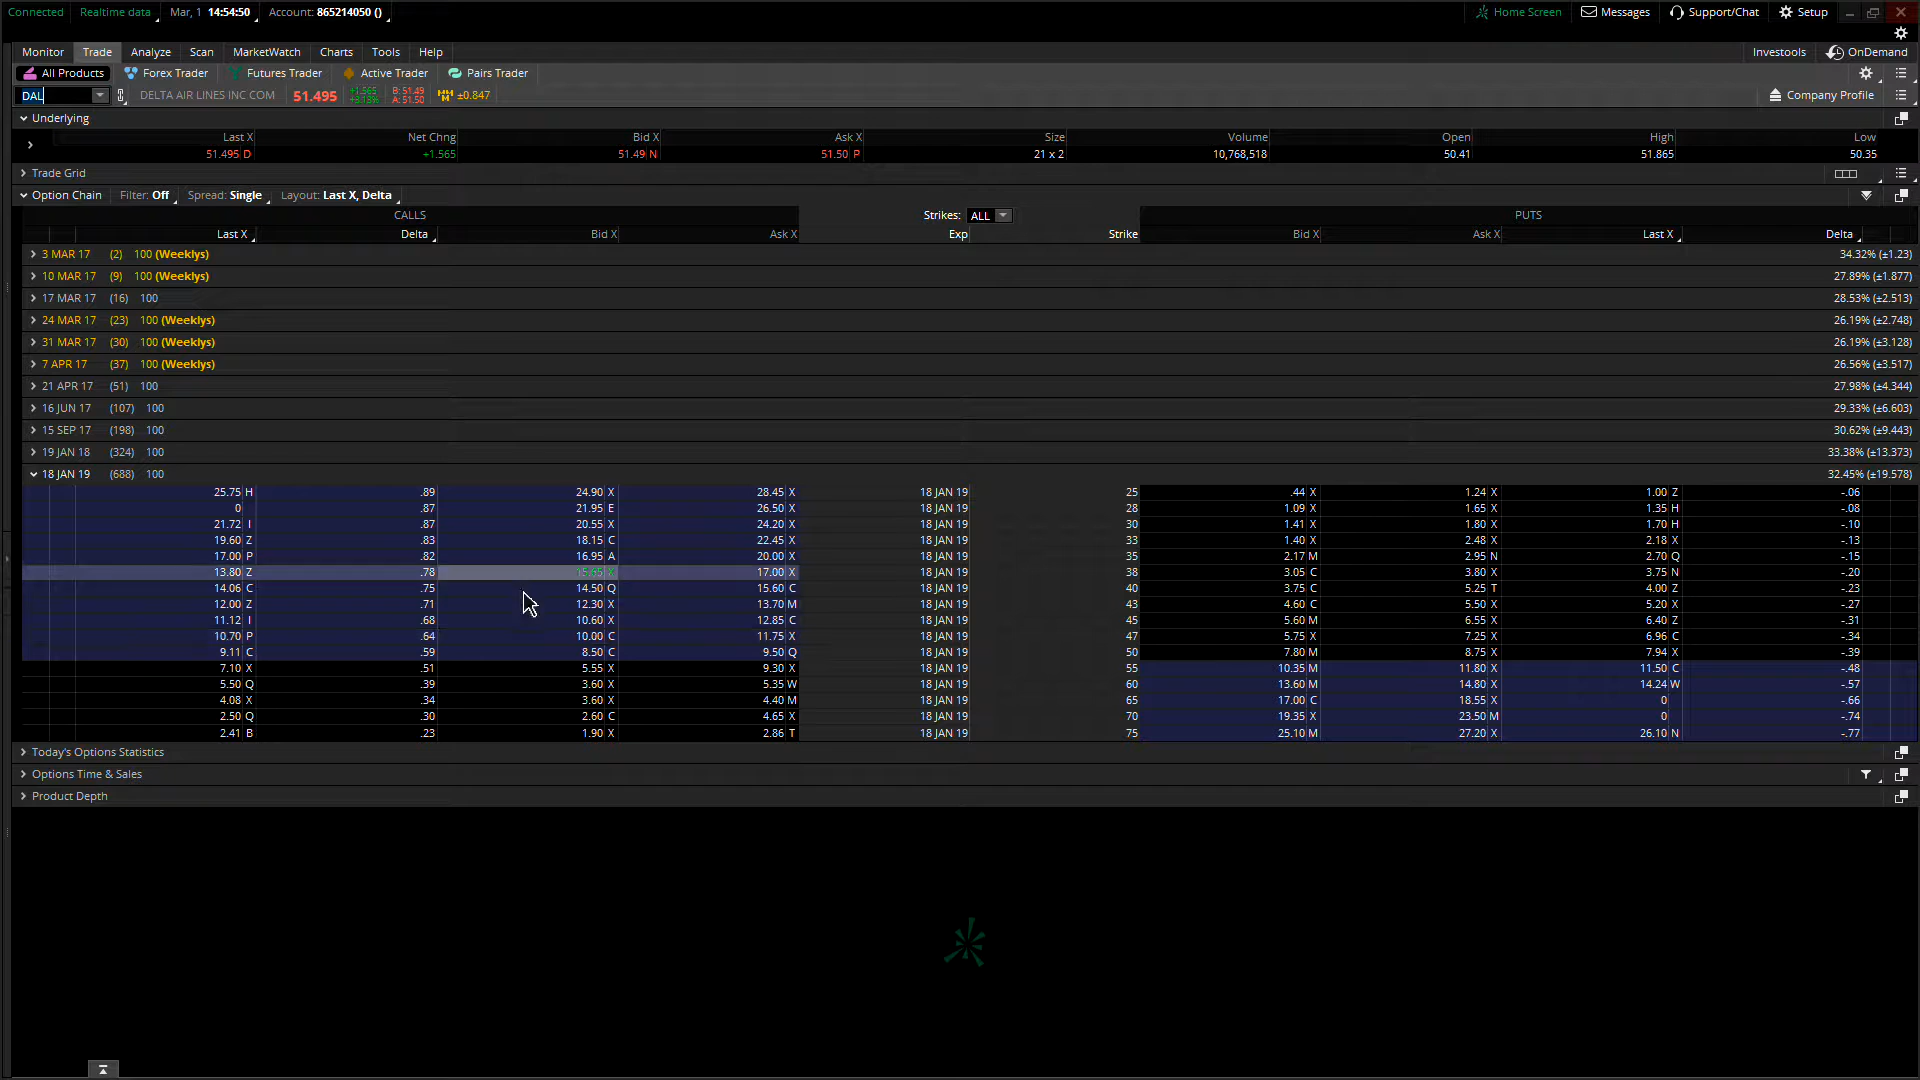 Connected Realtime data Mar, 1 14:54:50 Account: 865214050 () Home Screen Messages Support/Chat Setup
Monitor Trade Analyze Scan MarketWatch Charts Tools Help Investools OnDemand
All Products Forex Trader Futures Trader Active Trader Pairs Trader
DAL DELTA AIR LINES INC COM 51.495 +1.565 +3.13% B: 51.49 A: 51.50 ±0.847 Company Profile
Underlying
Last X Net Chng Bid X Ask X Size Volume Open High Low
51.495 D +1.565 51.49 N 51.50 P 21 x 2 10,768,518 50.41 51.865 50.35
Trade Grid
Option Chain Filter: Off Spread: Single Layout: Last X, Delta
CALLS Strikes: ALL PUTS
Last X Delta Bid X Ask X Exp Strike Bid X Ask X Last X Delta
3 MAR 17 (2) 100 (Weeklys) 34.32% (±1.23)
10 MAR 17 (9) 100 (Weeklys) 27.89% (±1.877)
17 MAR 17 (16) 100 28.53% (±2.513)
24 MAR 17 (23) 100 (Weeklys) 26.19% (±2.748)
31 MAR 17 (30) 100 (Weeklys) 26.19% (±3.128)
7 APR 17 (37) 100 (Weeklys) 26.56% (±3.517)
21 APR 17 (51) 100 27.98% (±4.344)
16 JUN 17 (107) 100 29.33% (±6.603)
15 SEP 17 (198) 100 30.62% (±9.443)
19 JAN 18 (324) 100 33.38% (±13.373)
18 JAN 19 (688) 100 32.45% (±19.578)
25.75 H .89 24.90 X 28.45 X 18 JAN 19 25 .44 X 1.24 X 1.00 Z -.06
0 .87 21.95 E 26.50 X 18 JAN 19 28 1.09 X 1.65 X 1.35 H -.08
21.72 I .87 20.55 X 24.20 X 18 JAN 19 30 1.41 X 1.80 X 1.70 H -.10
19.60 Z .83 18.15 C 22.45 X 18 JAN 19 33 1.40 X 2.48 X 2.18 X -.13
17.00 P .82 16.95 A 20.00 X 18 JAN 19 35 2.17 M 2.95 N 2.70 Q -.15
13.80 Z .78 15.65 X 17.00 X 18 JAN 19 38 3.05 C 3.80 X 3.75 N -.20
14.06 C .75 14.50 Q 15.60 C 18 JAN 19 40 3.75 C 5.25 T 4.00 Z -.23
12.00 Z .71 12.30 X 13.70 M 18 JAN 19 43 4.60 C 5.50 X 5.20 X -.27
11.12 I .68 10.60 X 12.85 C 18 JAN 19 45 5.60 M 6.55 X 6.40 Z -.31
10.70 P .64 10.00 C 11.75 X 18 JAN 19 47 5.75 X 7.25 X 6.96 C -.34
9.11 C .59 8.50 C 9.50 Q 18 JAN 19 50 7.80 M 8.75 X 7.94 X -.39
7.10 X .51 5.55 X 9.30 X 18 JAN 19 55 10.35 M 11.80 X 11.50 C -.48
5.50 Q .39 3.60 X 5.35 W 18 JAN 19 60 13.60 M 14.80 X 14.24 W -.57
4.08 X .34 3.60 X 4.40 M 18 JAN 19 65 17.00 C 18.55 X 0 -.66
2.50 Q .30 2.60 C 4.65 X 18 JAN 19 70 19.35 X 23.50 M 0 -.74
2.41 B .23 1.90 X 2.86 T 18 JAN 19 75 25.10 M 27.20 X 26.10 N -.77
Today's Options Statistics
Options Time & Sales
Product Depth